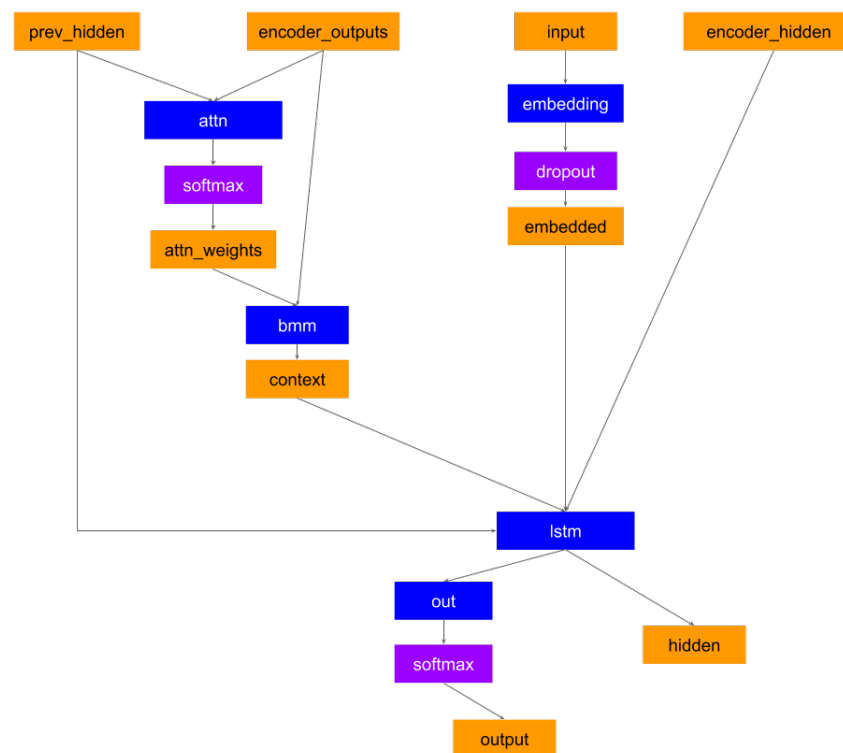 prev_hidden
encoder_outputs
input
encoder_hidden
attn
embedding
softmax
dropout
attn_weights
embedded
bmm
context
lstm
out
hidden
softmax
output